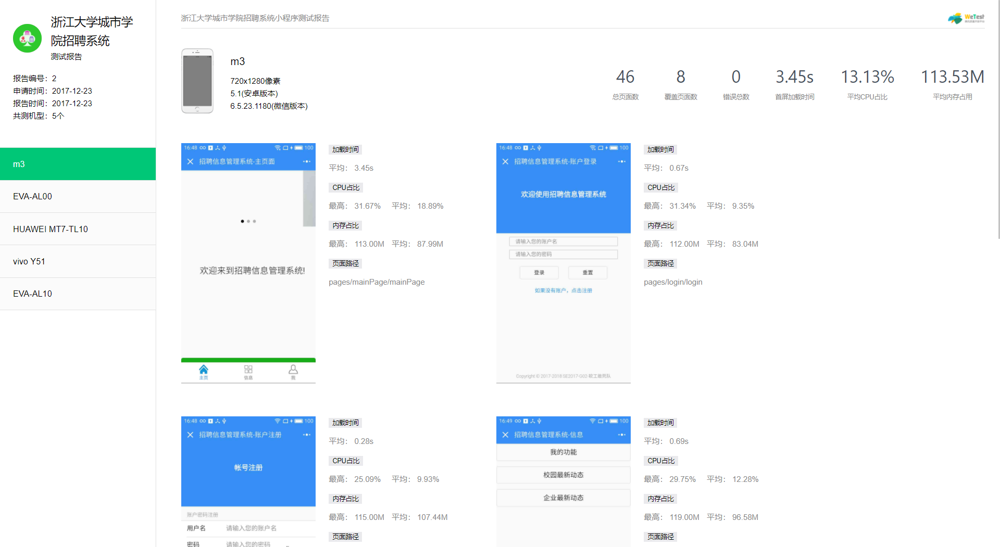 浙江大学城市学
院招聘系统
测试报告
报告编号：2
申请时间：2017-12-23
报告时间：2017-12-23
共测机型：5个
m3
EVA-AL00
HUAWEI MT7-TL10
vivo Y51
EVA-AL10
浙江大学城市学院招聘系统小程序测试报告
WeTest
m3
720x1280像素
5.1(安卓版本)
6.5.23.1180(微信版本)
46
总页面数
8
覆盖页面数
0
错误总数
3.45s
首屏加载时间
13.13%
平均CPU占比
113.53M
平均内存占用
16:48 100
招聘信息管理系统-主页面
欢迎来到招聘信息管理系统!
主页 信息 我
加载时间
平均： 3.45s
CPU占比
最高： 31.67% 平均： 18.89%
内存占比
最高： 113.00M 平均： 87.99M
页面路径
pages/mainPage/mainPage
16:48 100
招聘信息管理系统-账户登录
欢迎使用招聘信息管理系统
请输入您的账户名
请输入您的密码
登录 重置
如果没有账户，点击注册
Copyright © 2017-2018 SE2017-G02-软工敢死队
加载时间
平均： 0.67s
CPU占比
最高： 31.34% 平均： 9.35%
内存占比
最高： 112.00M 平均： 83.04M
页面路径
pages/login/login
16:48 100
招聘信息管理系统-账户注册
帐号注册
账户密码注册
用户名 请输入您的账户名
密码 请输入您的密码
加载时间
平均： 0.28s
CPU占比
最高： 25.09% 平均： 9.93%
内存占比
最高： 115.00M 平均： 107.44M
页面路径
16:49 100
招聘信息管理系统-信息
我的功能
校园最新动态
企业最新动态
加载时间
平均： 0.69s
CPU占比
最高： 29.75% 平均： 12.28%
内存占比
最高： 119.00M 平均： 96.58M
页面路径